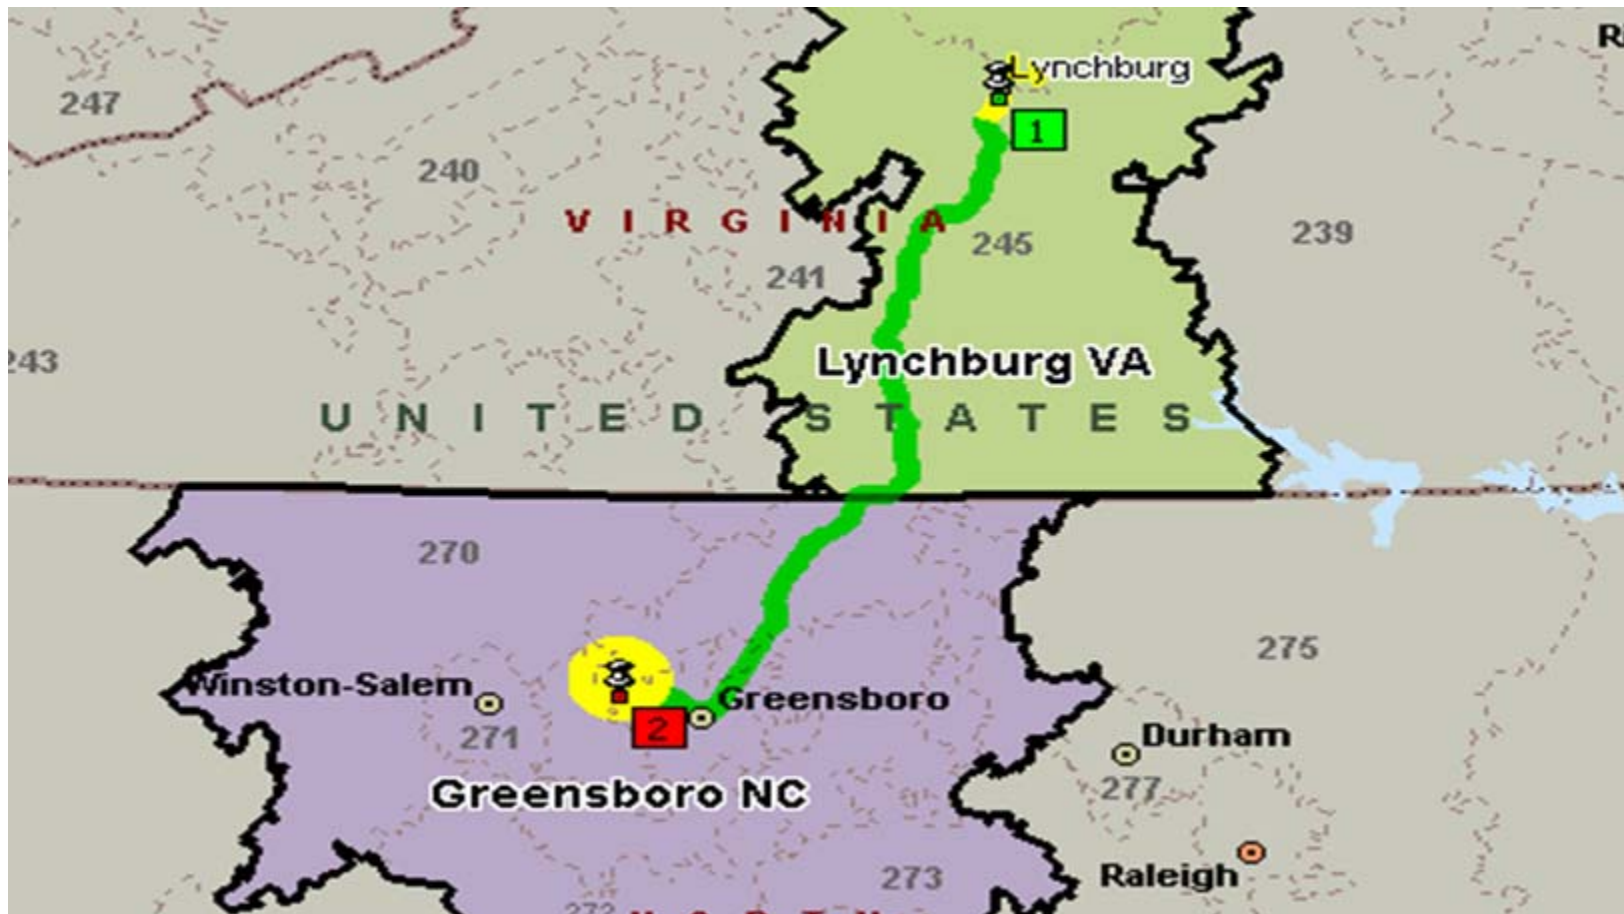 R
Lynchburg
247
1
240
VIRGINIA
245
239
241
243
Lynchburg VA
UNITED STATES
270
275
Winston-Salem
Greensboro
2
271
Durham
277
Greensboro NC
Raleigh
273
272